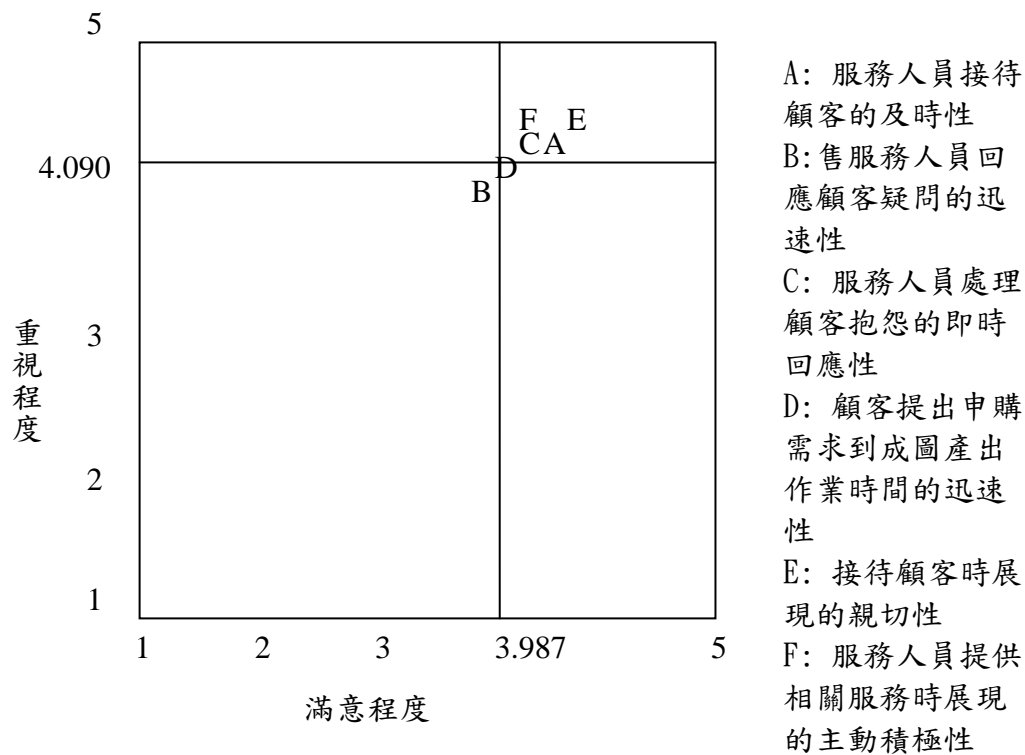 5
4.090
3
2
1
重視程度
F E
C A
D
B
1 2 3 3.987 5
滿意程度
A: 服務人員接待
顧客的及時性
B:售服務人員回
應顧客疑問的迅
速性
C: 服務人員處理
顧客抱怨的即時
回應性
D: 顧客提出申購
需求到成圖產出
作業時間的迅速
性
E: 接待顧客時展
現的親切性
F: 服務人員提供
相關服務時展現
的主動積極性